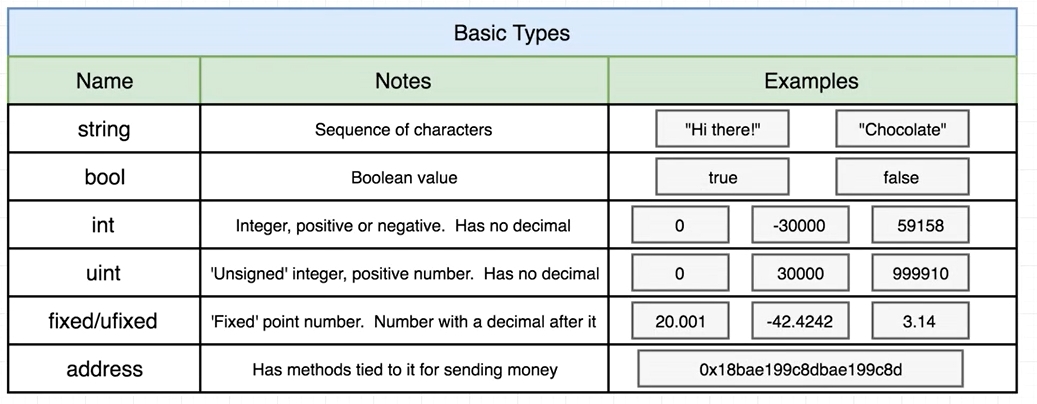 Basic Types
Name Notes Examples
string Sequence of characters "Hi there!" "Chocolate"
bool Boolean value true false
int Integer, positive or negative. Has no decimal 0 -30000 59158
uint 'Unsigned' integer, positive number. Has no decimal 0 30000 999910
fixed/ufixed 'Fixed' point number. Number with a decimal after it 20.001 -42.4242 3.14
address Has methods tied to it for sending money 0x18bae199c8dbae199c8d